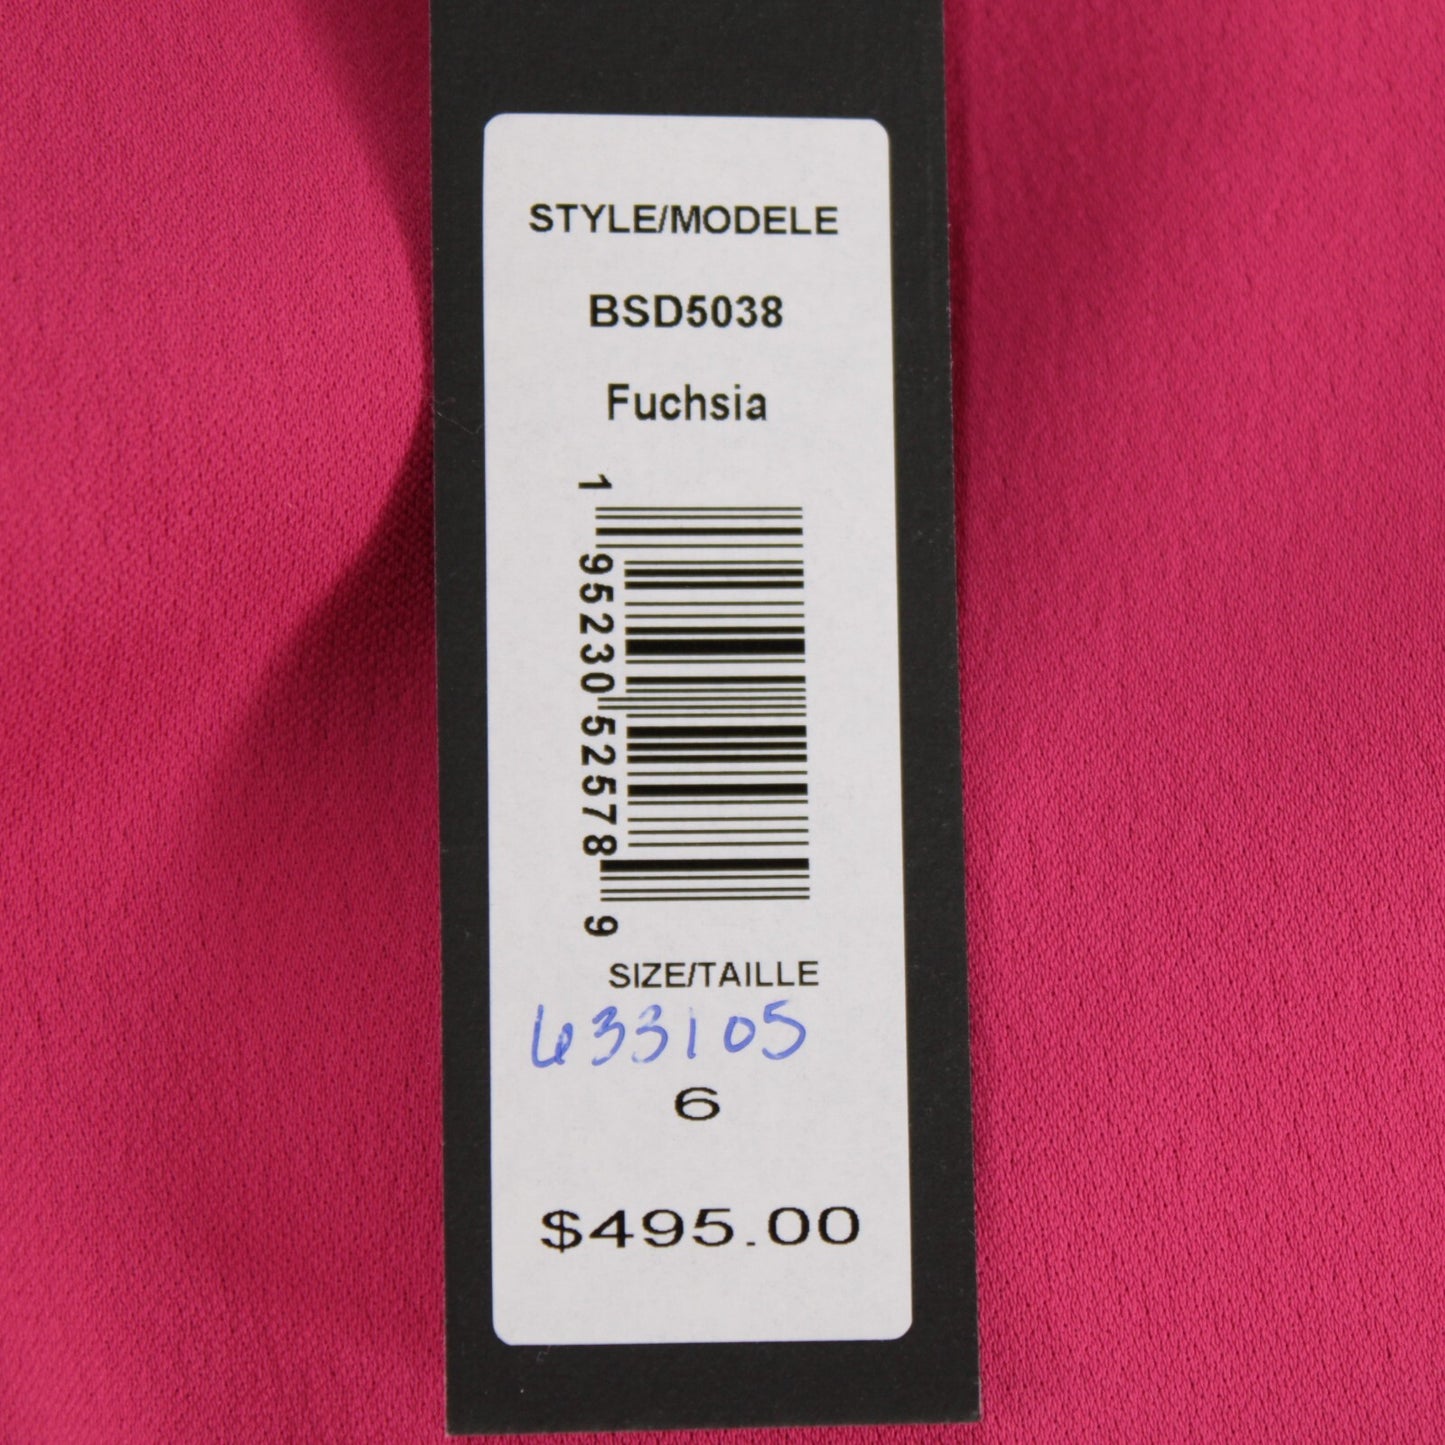 STYLE/MODELE
BSD5038
Fuchsia
1 95230 52578 9
SIZE/TAILLE
633105
6
$495.00